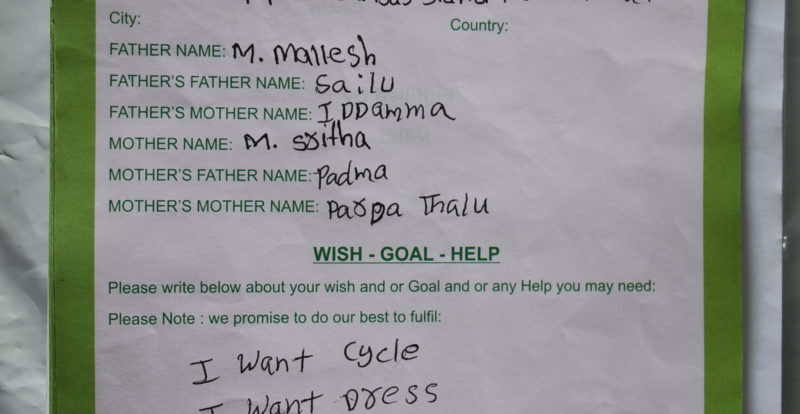 City: Country:
FATHER NAME: M. Mallesh
FATHER'S FATHER NAME: Sailu
FATHER'S MOTHER NAME: IDDamma
MOTHER NAME: M. Sritha
MOTHER'S FATHER NAME: Padma
MOTHER'S MOTHER NAME: Parpa Thalu
WISH - GOAL - HELP
Please write below about your wish and or Goal and or any Help you may need:
Please Note : we promise to do our best to fulfil:
I Want Cycle
I Want Dress